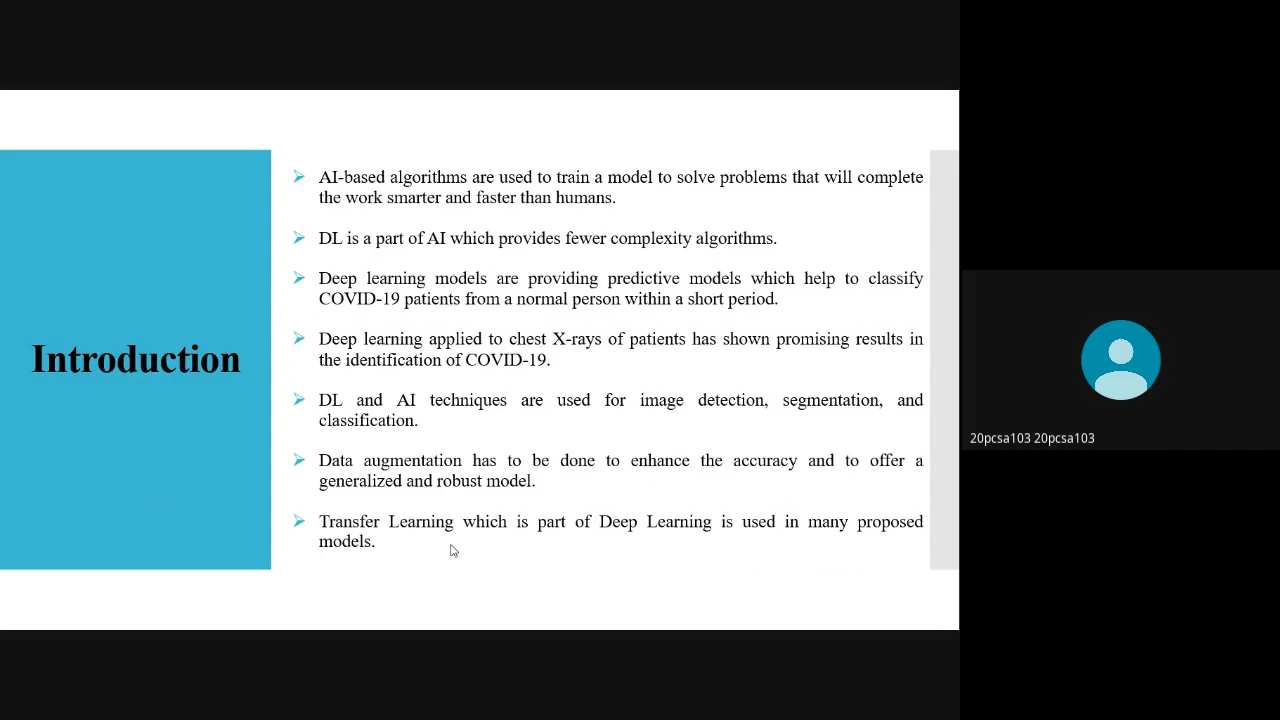 Introduction
AI-based algorithms are used to train a model to solve problems that will complete
the work smarter and faster than humans.
DL is a part of AI which provides fewer complexity algorithms.
Deep learning models are providing predictive models which help to classify
COVID-19 patients from a normal person within a short period.
Deep learning applied to chest X-rays of patients has shown promising results in
the identification of COVID-19.
DL and AI techniques are used for image detection, segmentation, and
classification.
Data augmentation has to be done to enhance the accuracy and to offer a
generalized and robust model.
Transfer Learning which is part of Deep Learning is used in many proposed
models.
20pcsa103 20pcsa103